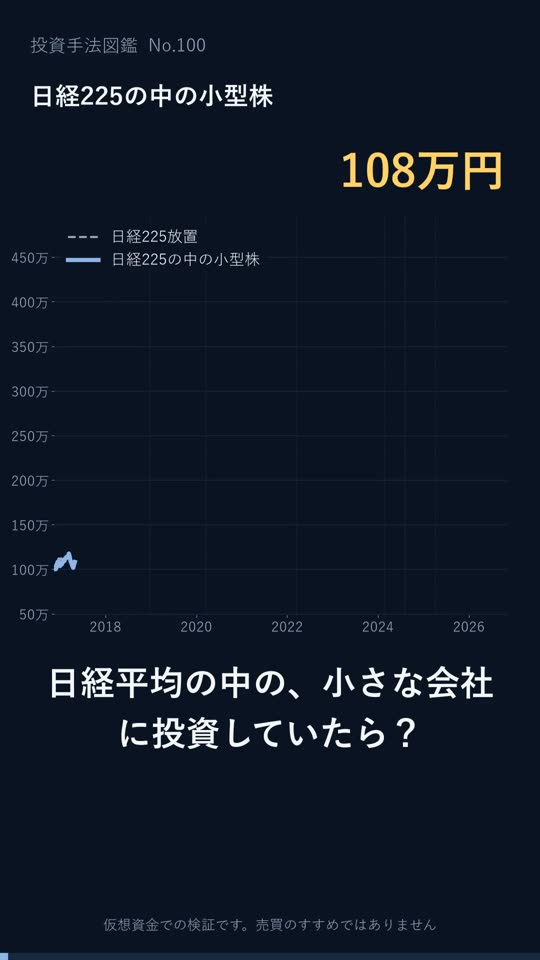 投資手法図鑑 No.100
日経225の中の小型株
108万円
日経225放置
日経225の中の小型株
450万
400万
350万
300万
250万
200万
150万
100万
50万
2018 2020 2022 2024 2026
日経平均の中の、小さな会社
に投資していたら？
仮想資金での検証です。売買のすすめではありません